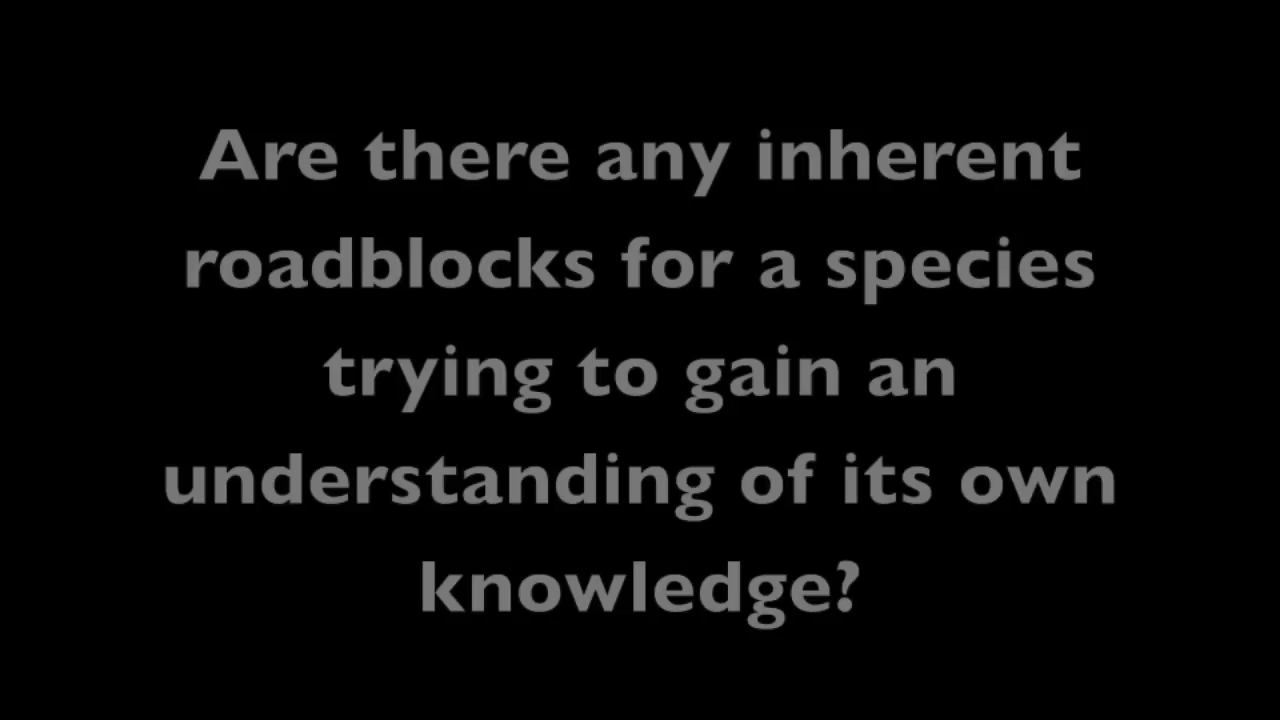 Are there any inherent
roadblocks for a species
trying to gain an
understanding of its own
knowledge?